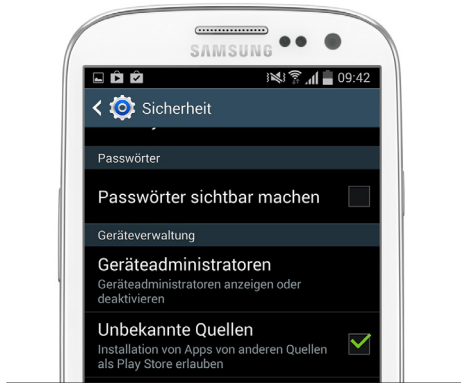 SAMSUNG
09:42
Sicherheit
Passwörter
Passwörter sichtbar machen
Geräteverwaltung
Geräteadministratoren
Geräteadministratoren anzeigen oder
deaktivieren
Unbekannte Quellen
Installation von Apps von anderen Quellen
als Play Store erlauben